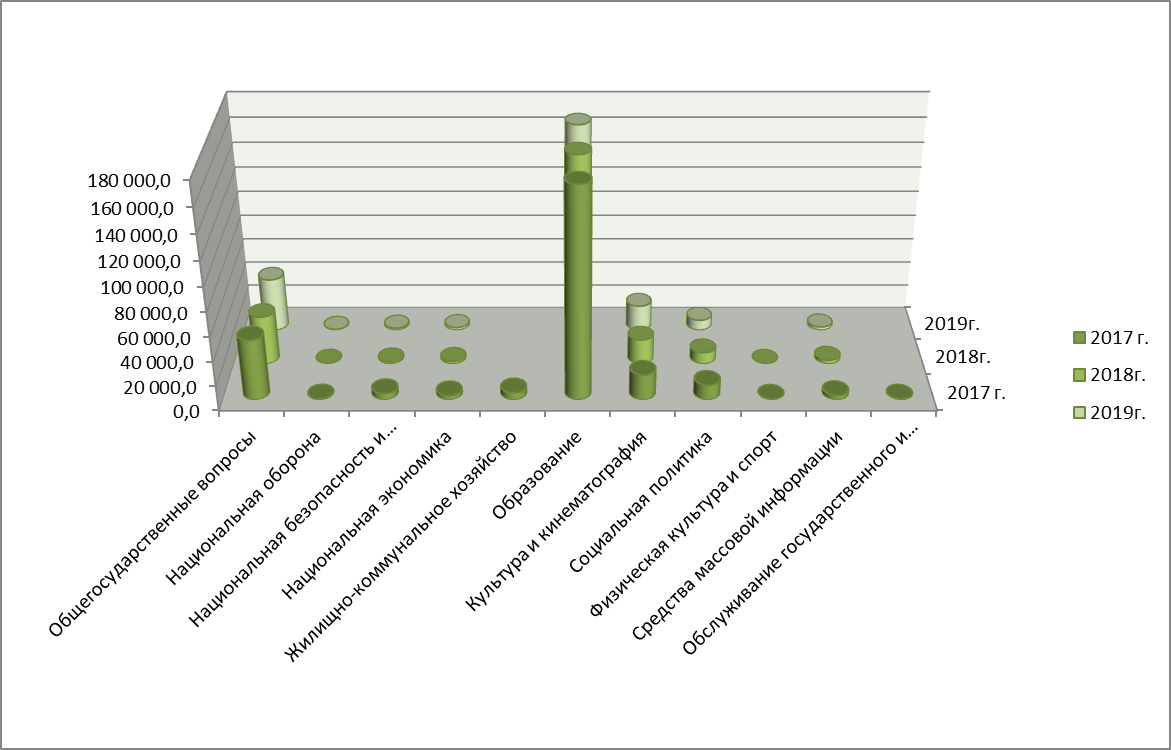 180 000,0
160 000,0
140 000,0
120 000,0
100 000,0
80 000,0
60 000,0
40 000,0
20 000,0
0,0
Общегосударственные вопросы
Национальная оборона
Национальная безопасность и...
Национальная экономика
Жилищно-коммунальное хозяйство
Образование
Культура и кинематография
Социальная политика
Физическая культура и спорт
Средства массовой информации
Обслуживание государственного и...
2019г.
2018г.
2017 г.
2017 г.
2018г.
2019г.